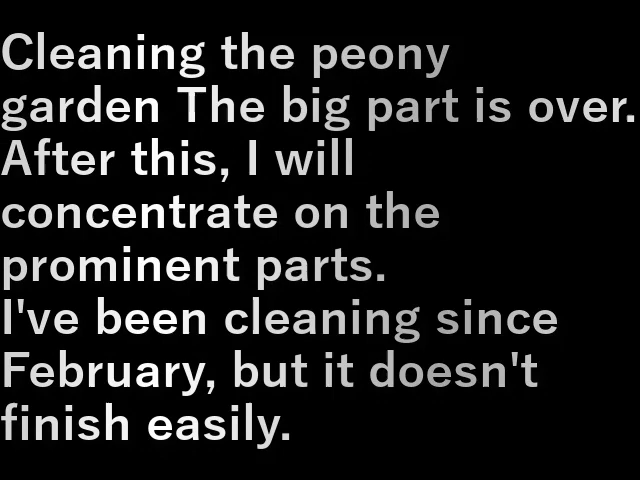 Cleaning the peony
garden The big part is over.
After this, I will
concentrate on the
prominent parts.
I've been cleaning since
February, but it doesn't
finish easily.